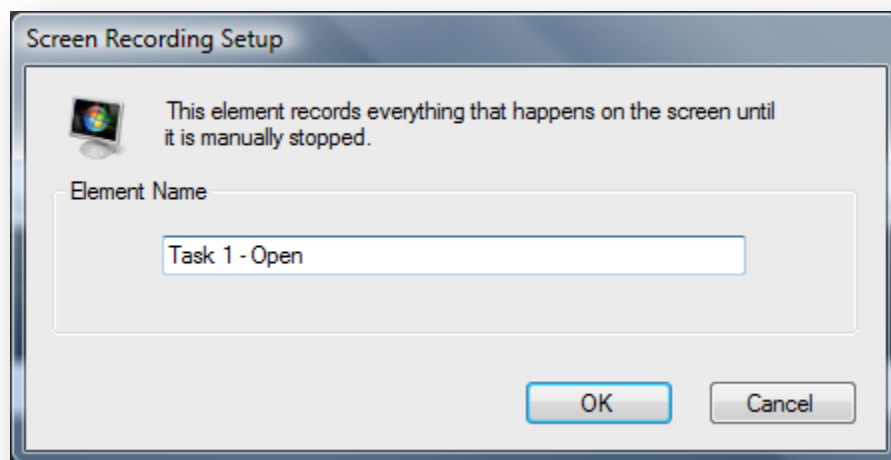 Screen Recording Setup
This element records everything that happens on the screen until
it is manually stopped.
Element Name
Task 1 - Open
OK
Cancel